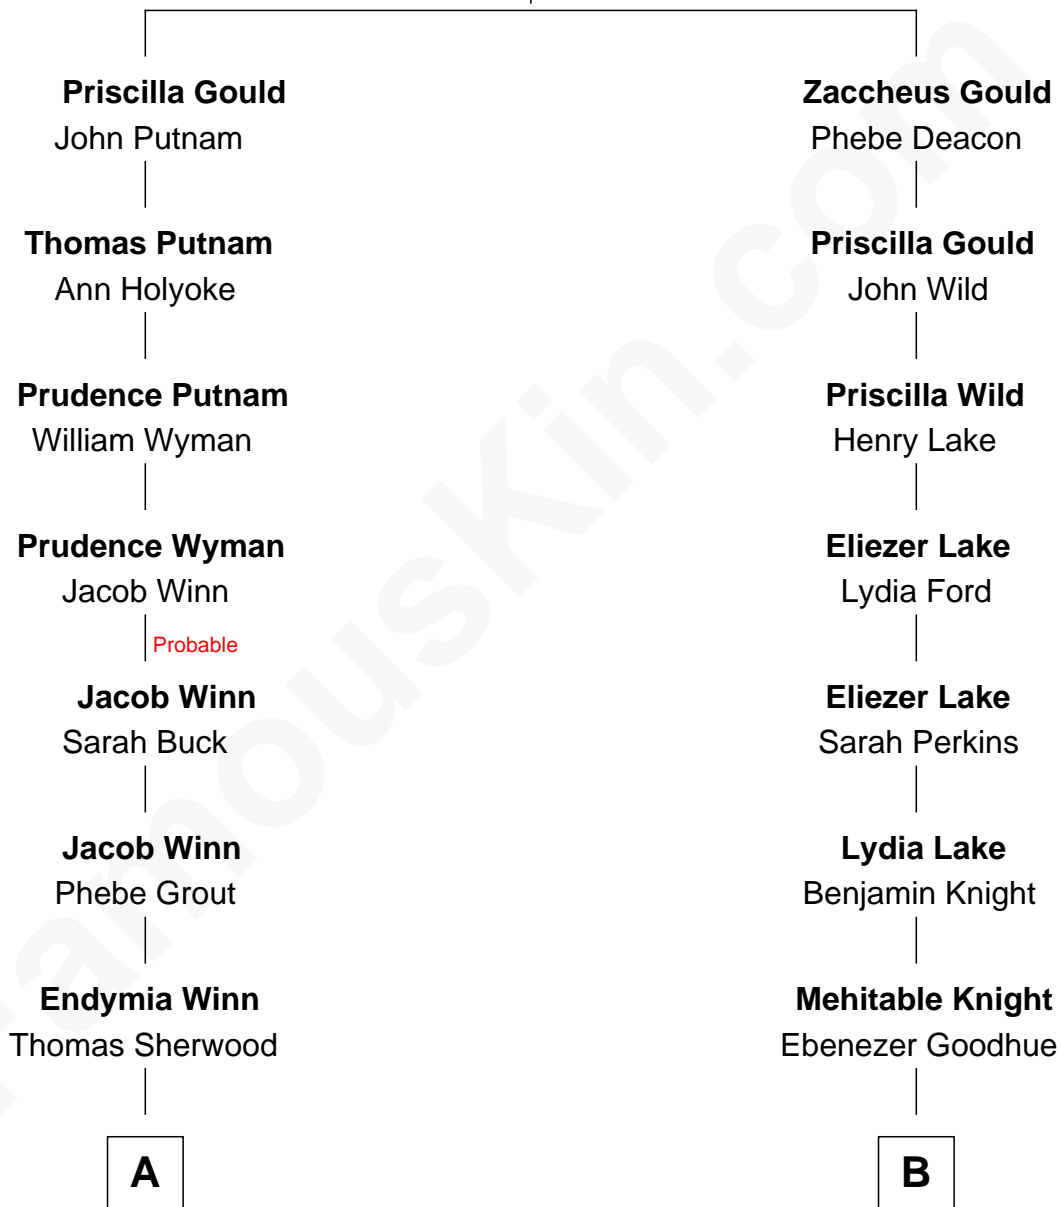 Priscilla Gould
John Putnam
Zaccheus Gould
Phebe Deacon
Thomas Putnam
Ann Holyoke
Priscilla Gould
John Wild
Prudence Putnam
William Wyman
Priscilla Wild
Henry Lake
Prudence Wyman
Jacob Winn
Eliezer Lake
Lydia Ford
Probable
Jacob Winn
Sarah Buck
Eliezer Lake
Sarah Perkins
Jacob Winn
Phebe Grout
Lydia Lake
Benjamin Knight
Endymia Winn
Thomas Sherwood
Mehitable Knight
Ebenezer Goodhue
A
B
FamousKin.com